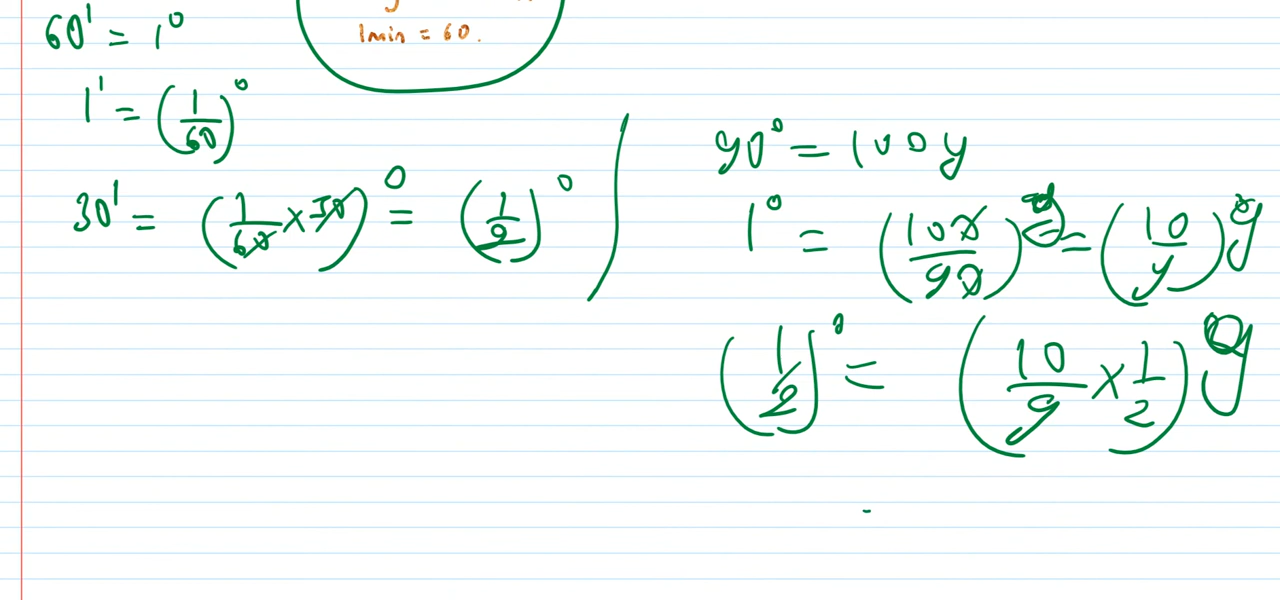 60' = 1°
1min = 60.
1' = (1/60)°
30' = (1/60 × 30)° = (1/2)°
90° = 100g
1° = (100/90)g = (10/9)g
(1/2)° = (10/9 × 1/2)g
=